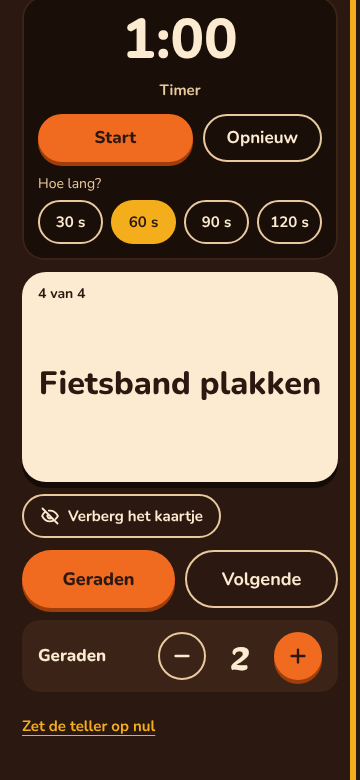 1:00
Timer
Start
Opnieuw
Hoe lang?
30 s
60 s
90 s
120 s
4 van 4
Fietsband plakken
Verberg het kaartje
Geraden
Volgende
Geraden
− 2 +
Zet de teller op nul